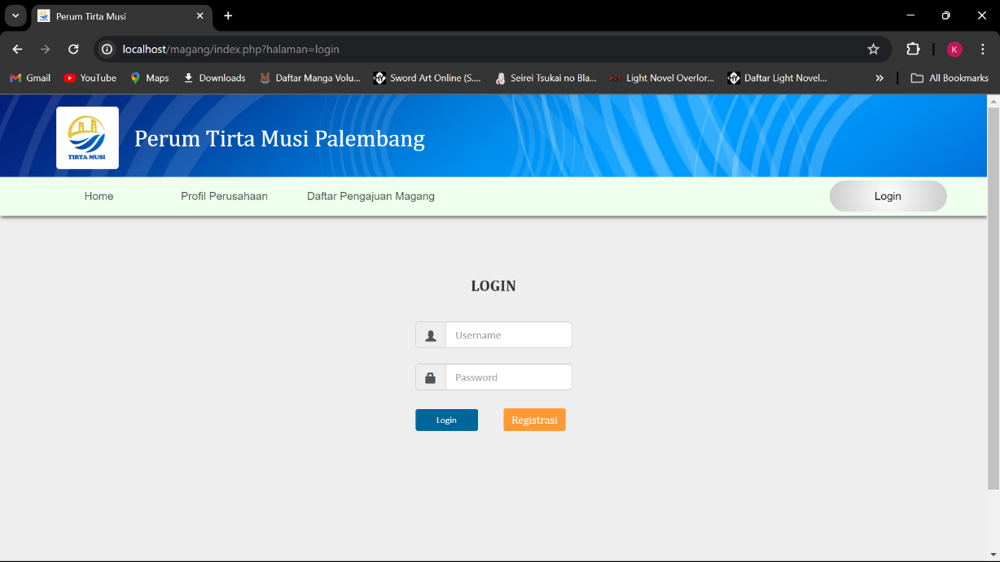 Perum Tirta Musi
localhost/magang/index.php?halaman=login
K
Gmail YouTube Maps Downloads Daftar Manga Volu... Sword Art Online (S.... Seirei Tsukai no Bla... Light Novel Overlor... Daftar Light Novel... » All Bookmarks
TIRTA MUSI
Perum Tirta Musi Palembang
Home Profil Perusahaan Daftar Pengajuan Magang Login
LOGIN
Username
Password
Login Registrasi